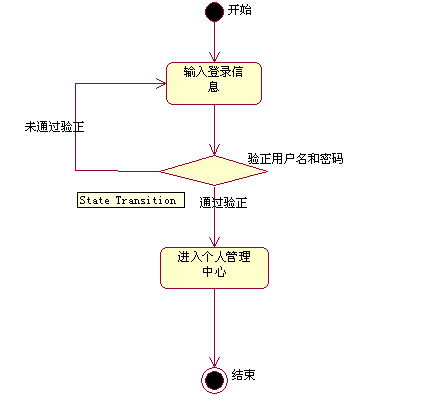 开始
输入登录信
息
未通过验正
验正用户名和密码
State Transition
通过验正
进入个人管理
中心
结束